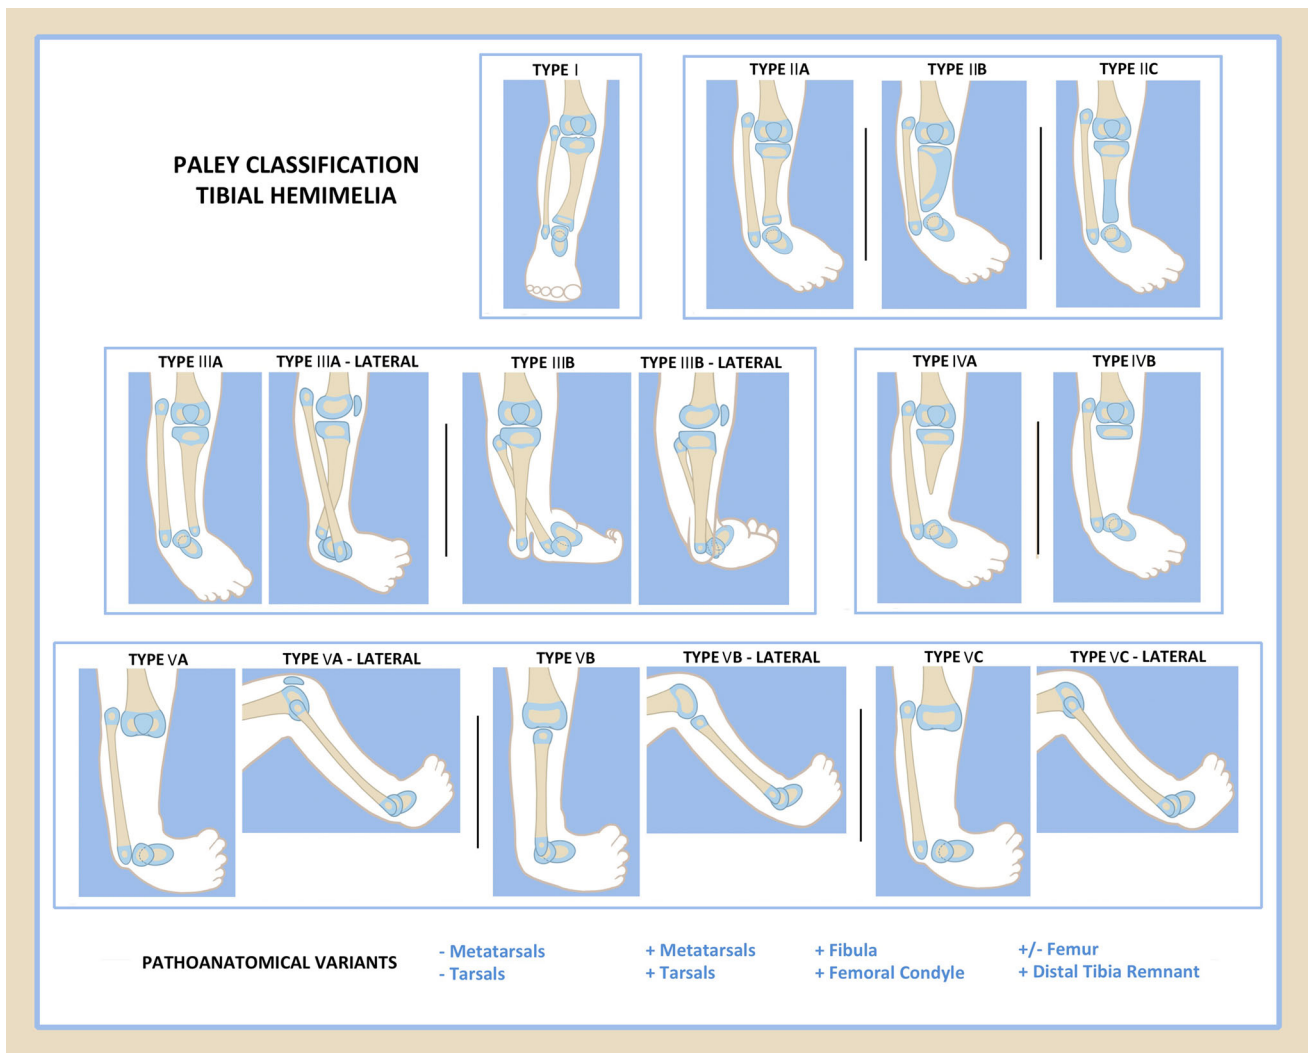 PALEY CLASSIFICATION
TIBIAL HEMIMELIA
TYPE I
TYPE IIA
TYPE IIB
TYPE IIC
TYPE IIIA
TYPE IIIA - LATERAL
TYPE IIIB
TYPE IIIB - LATERAL
TYPE IVA
TYPE IVB
TYPE VA
TYPE VA - LATERAL
TYPE VB
TYPE VB - LATERAL
TYPE VC
TYPE VC - LATERAL
PATHOANATOMICAL VARIANTS
- Metatarsals
- Tarsals
+ Metatarsals
+ Tarsals
+ Fibula
+ Femoral Condyle
+/- Femur
+ Distal Tibia Remnant